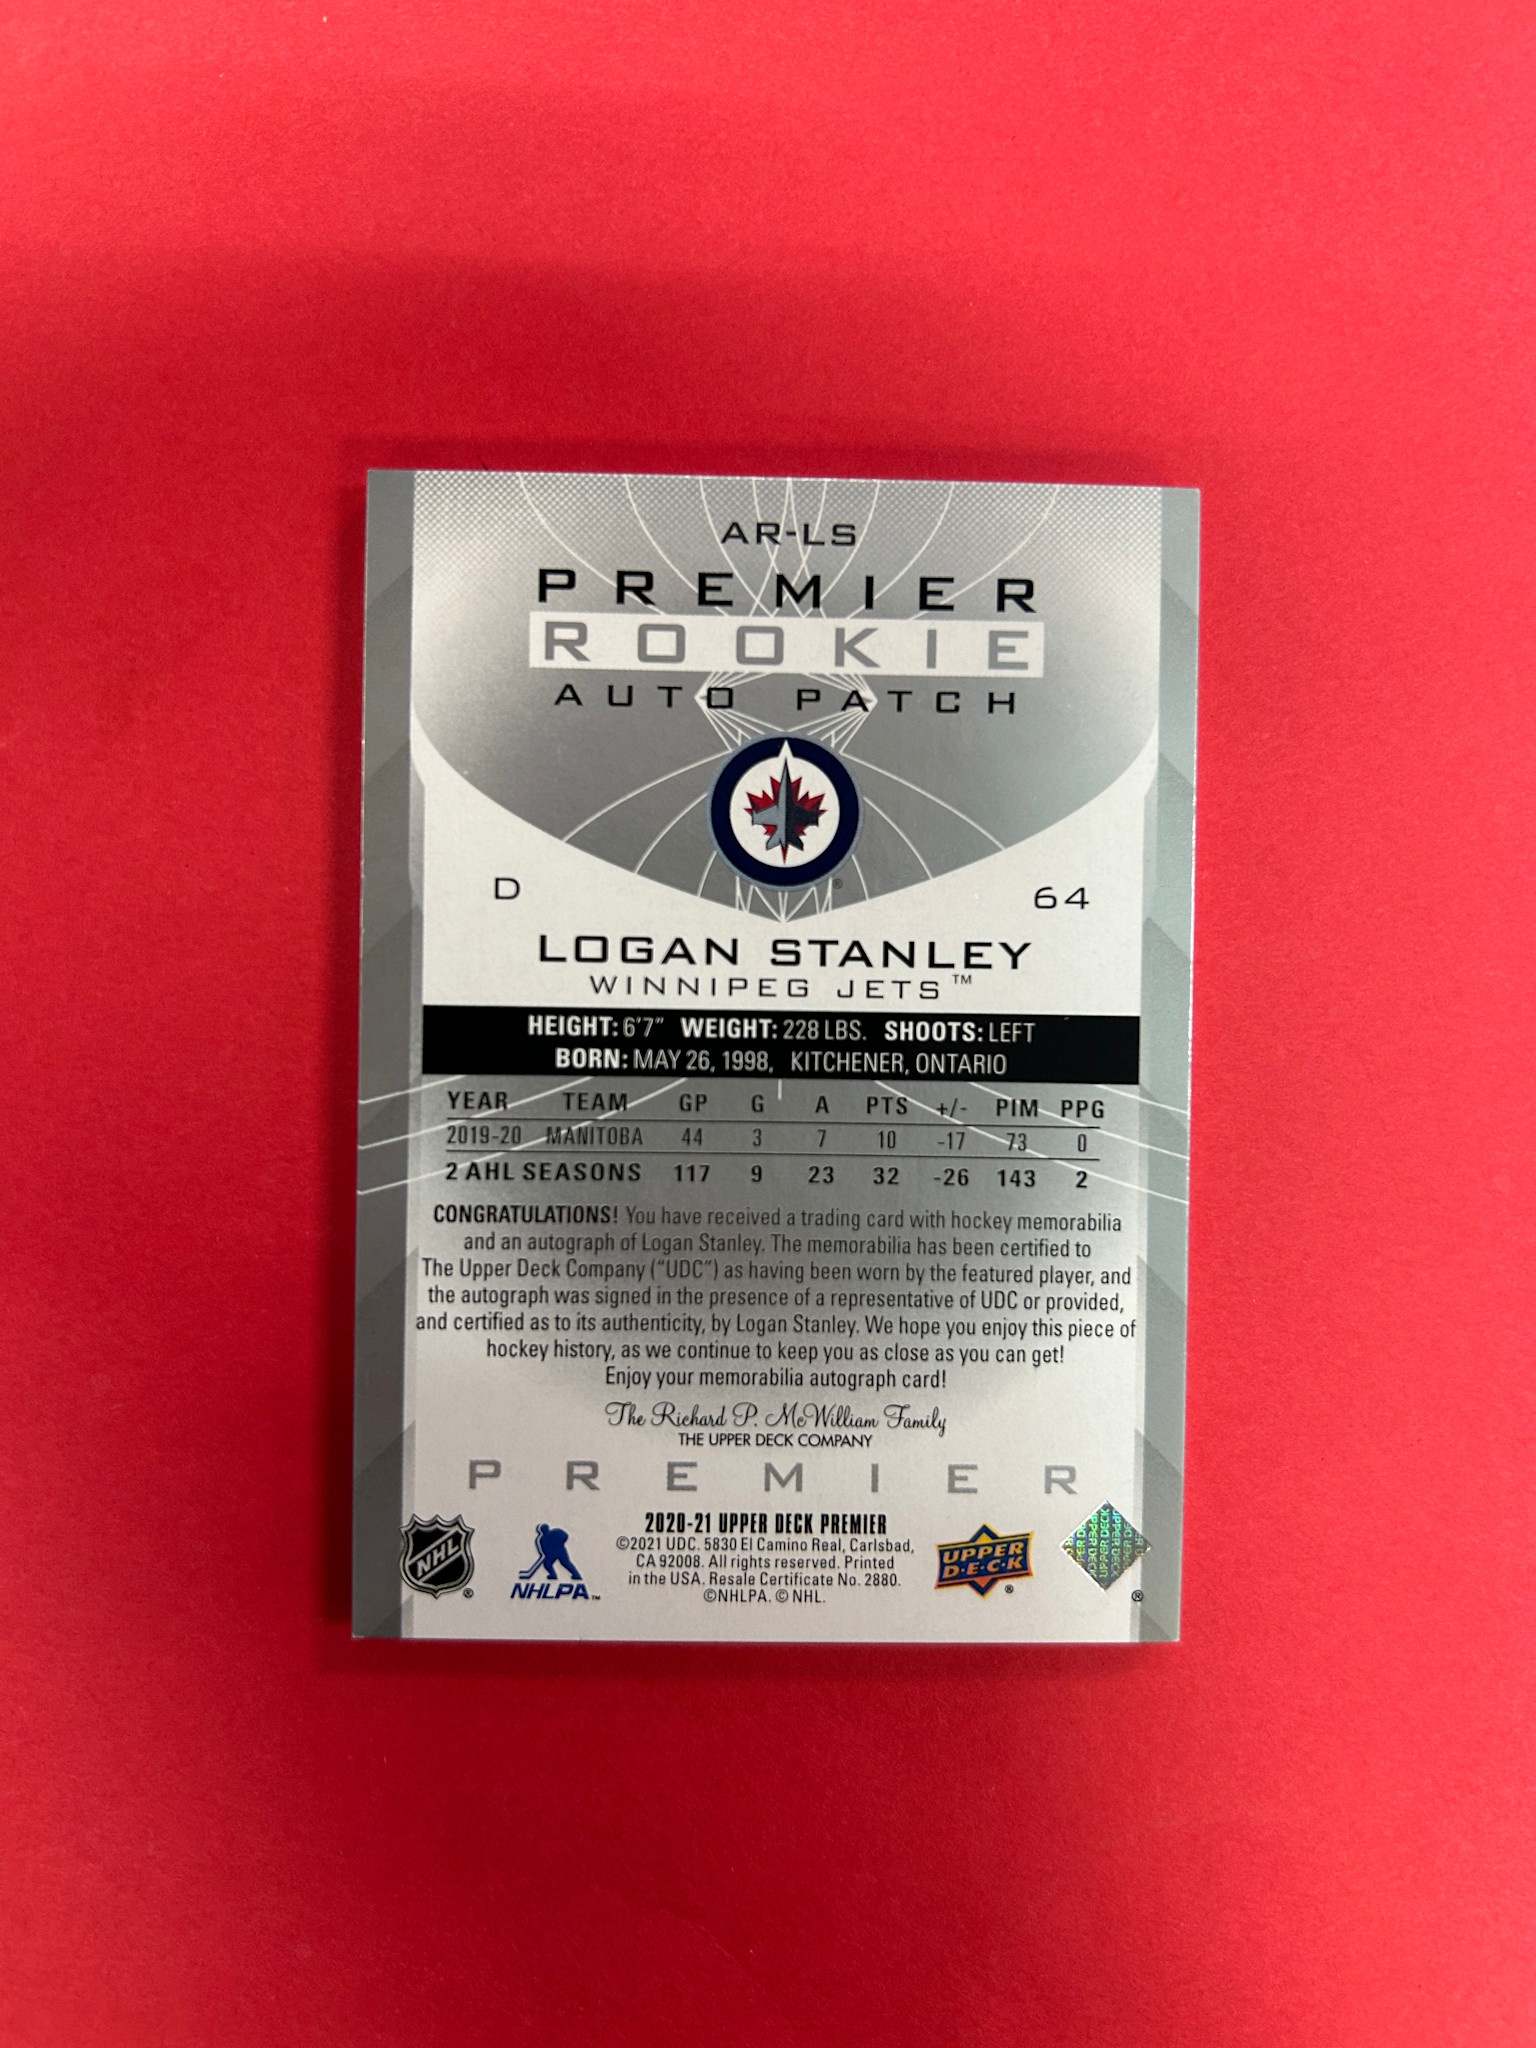 AR-LS
PREMIER
ROOKIE
AUTO PATCH
®
D 64
LOGAN STANLEY
WINNIPEG JETS™
HEIGHT: 6'7" WEIGHT: 228 LBS. SHOOTS: LEFT
BORN: MAY 26, 1998, KITCHENER, ONTARIO
YEAR TEAM GP G A PTS +/- PIM PPG
2019-20 MANITOBA 44 3 7 10 -17 73 0
2 AHL SEASONS 117 9 23 32 -26 143 2
CONGRATULATIONS! You have received a trading card with hockey memorabilia
and an autograph of Logan Stanley. The memorabilia has been certified to
The Upper Deck Company ("UDC") as having been worn by the featured player, and
the autograph was signed in the presence of a representative of UDC or provided,
and certified as to its authenticity, by Logan Stanley. We hope you enjoy this piece of
hockey history, as we continue to keep you as close as you can get!
Enjoy your memorabilia autograph card!
The Richard P. McWilliam Family
THE UPPER DECK COMPANY
PREMIER
NHL ®
NHLPA™
2020-21 UPPER DECK PREMIER
©2021 UDC. 5830 El Camino Real, Carlsbad,
CA 92008. All rights reserved. Printed
in the USA. Resale Certificate No. 2880.
©NHLPA. © NHL.
UPPER
D·E·C·K ®
UPPER DECK
®